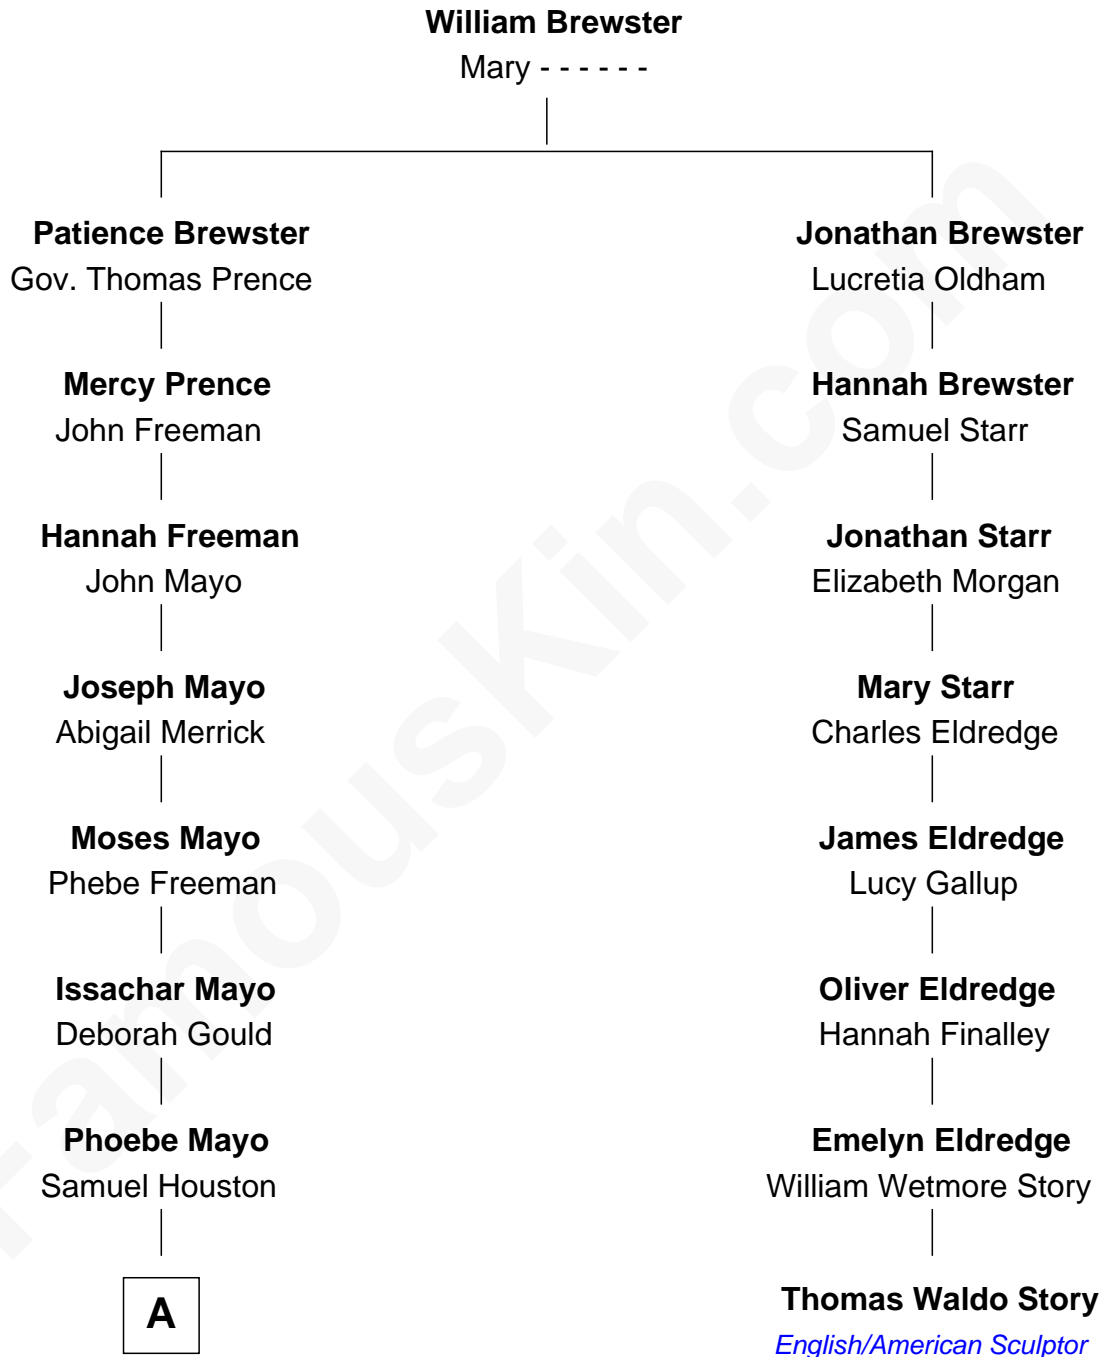 William Brewster
Mary - - - - - -
Patience Brewster
Gov. Thomas Prence
Jonathan Brewster
Lucretia Oldham
Mercy Prence
John Freeman
Hannah Brewster
Samuel Starr
Hannah Freeman
John Mayo
Jonathan Starr
Elizabeth Morgan
Joseph Mayo
Abigail Merrick
Mary Starr
Charles Eldredge
Moses Mayo
Phebe Freeman
James Eldredge
Lucy Gallup
Issachar Mayo
Deborah Gould
Oliver Eldredge
Hannah Finalley
Phoebe Mayo
Samuel Houston
Emelyn Eldredge
William Wetmore Story
A
Thomas Waldo Story
English/American Sculptor
FamousKin.com